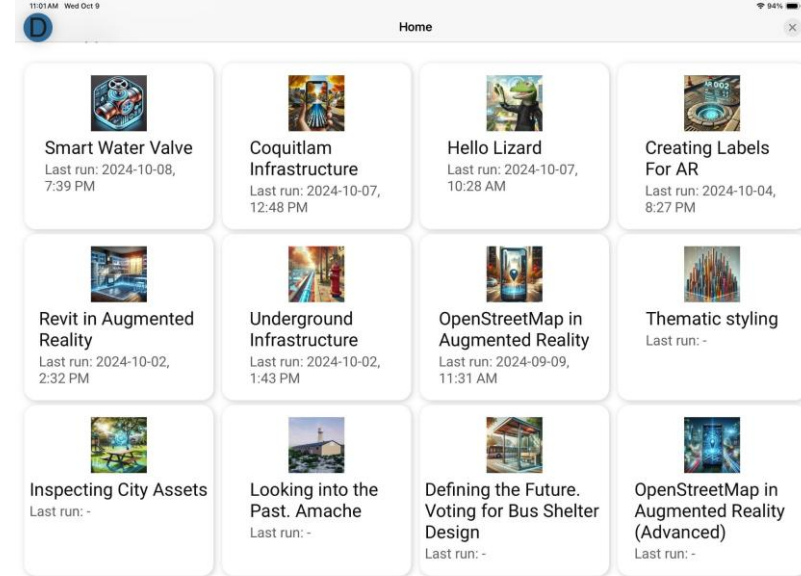 11:01 AM Wed Oct 9
94%
D
Home
Smart Water Valve
Last run: 2024-10-08,
7:39 PM
Coquitlam
Infrastructure
Last run: 2024-10-07,
12:48 PM
Hello Lizard
Last run: 2024-10-07,
10:28 AM
AR 002
Creating Labels
For AR
Last run: 2024-10-04,
8:27 PM
Revit in Augmented
Reality
Last run: 2024-10-02,
2:32 PM
Underground
Infrastructure
Last run: 2024-10-02,
1:43 PM
OpenStreetMap in
Augmented Reality
Last run: 2024-09-09,
11:31 AM
Thematic styling
Last run: -
Inspecting City Assets
Last run: -
Looking into the
Past. Amache
Last run: -
Defining the Future.
Voting for Bus Shelter
Design
Last run: -
OpenStreetMap in
Augmented Reality
(Advanced)
Last run: -